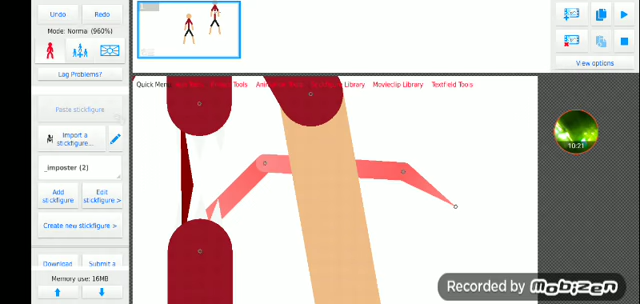 Undo Redo
Mode: Normal (960%)
Lag Problems?
Paste stickfigure
Import a
stickfigure...
_imposter (2)
Add
stickfigure
Edit
stickfigure >
Create new stickfigure >
Download
Submit a
Memory use: 16MB
View options
Quick Menu Tools Library Movieclip Library Textfield Tools
10:21
Recorded by
mobizen